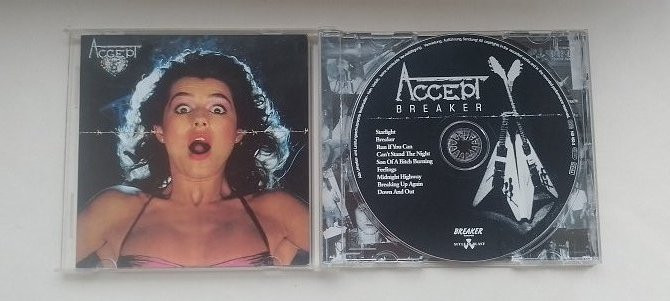 ACCEPT
ACCEPT
BREAKER
Starlight
Breaker
Run If You Can
Can't Stand The Night
Son Of A Bitch Burning
Feelings
Midnight Highway
Breaking Up Again
Down And Out
BREAKER